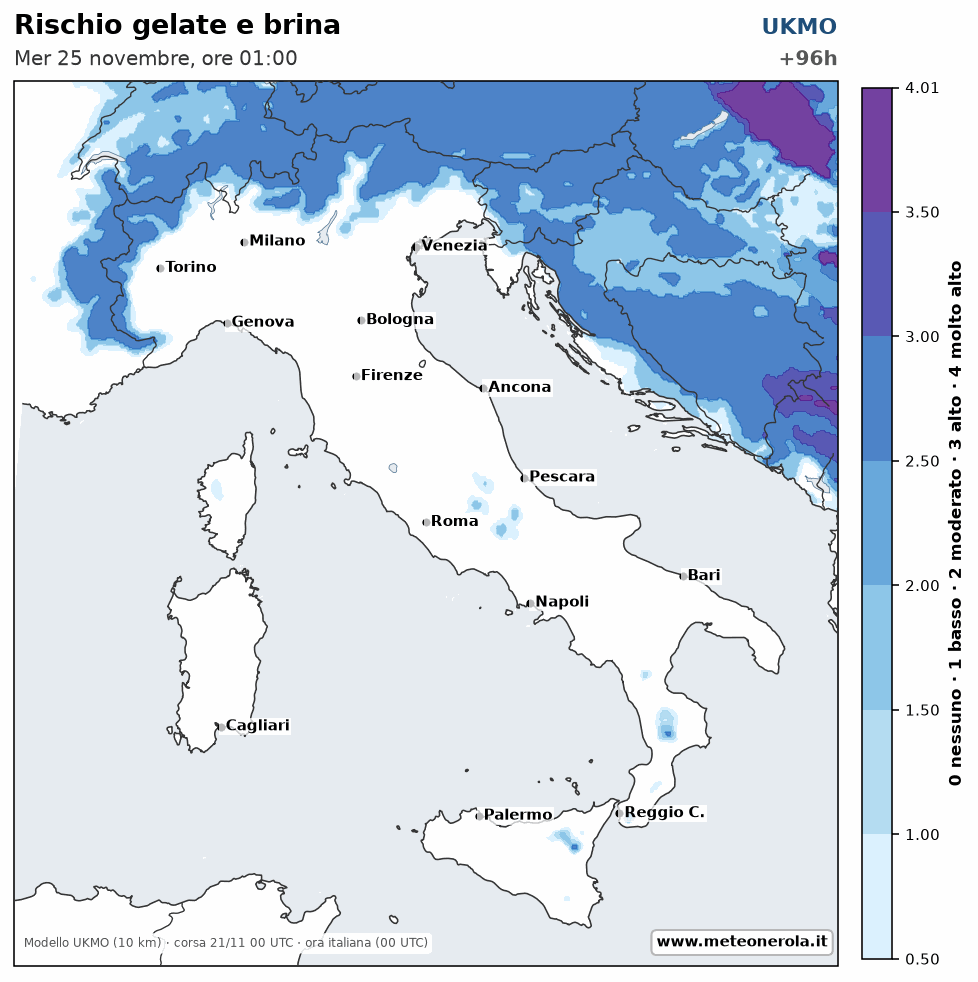 Rischio gelate e brina
UKMO
Mer 25 novembre, ore 01:00
+96h
4.01
3.50
3.00
2.50
2.00
1.50
1.00
0.50
0 nessuno · 1 basso · 2 moderato · 3 alto · 4 molto alto
Milano
Venezia
Torino
Genova
Bologna
Firenze
Ancona
Pescara
Roma
Bari
Napoli
Cagliari
Palermo
Reggio C.
Modello UKMO (10 km) · corsa 21/11 00 UTC · ora italiana (00 UTC)
www.meteonerola.it